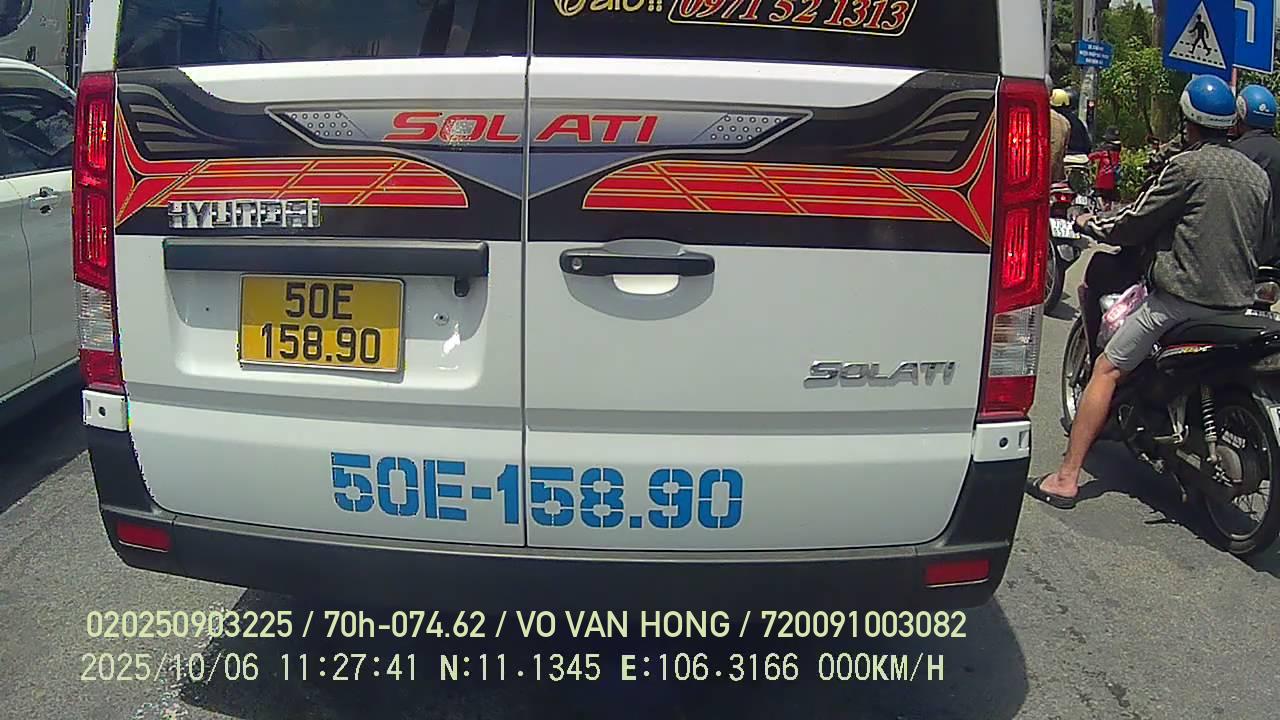 alo!!
0971 52 1313
SOLATI
HYUNDAI
50E
158.90
SOLATI
50E-158.90
020250903225 / 70h-074.62 / VO VAN HONG / 720091003082
2025/10/06 11:27:41 N:11.1345 E:106.3166 000KM/H